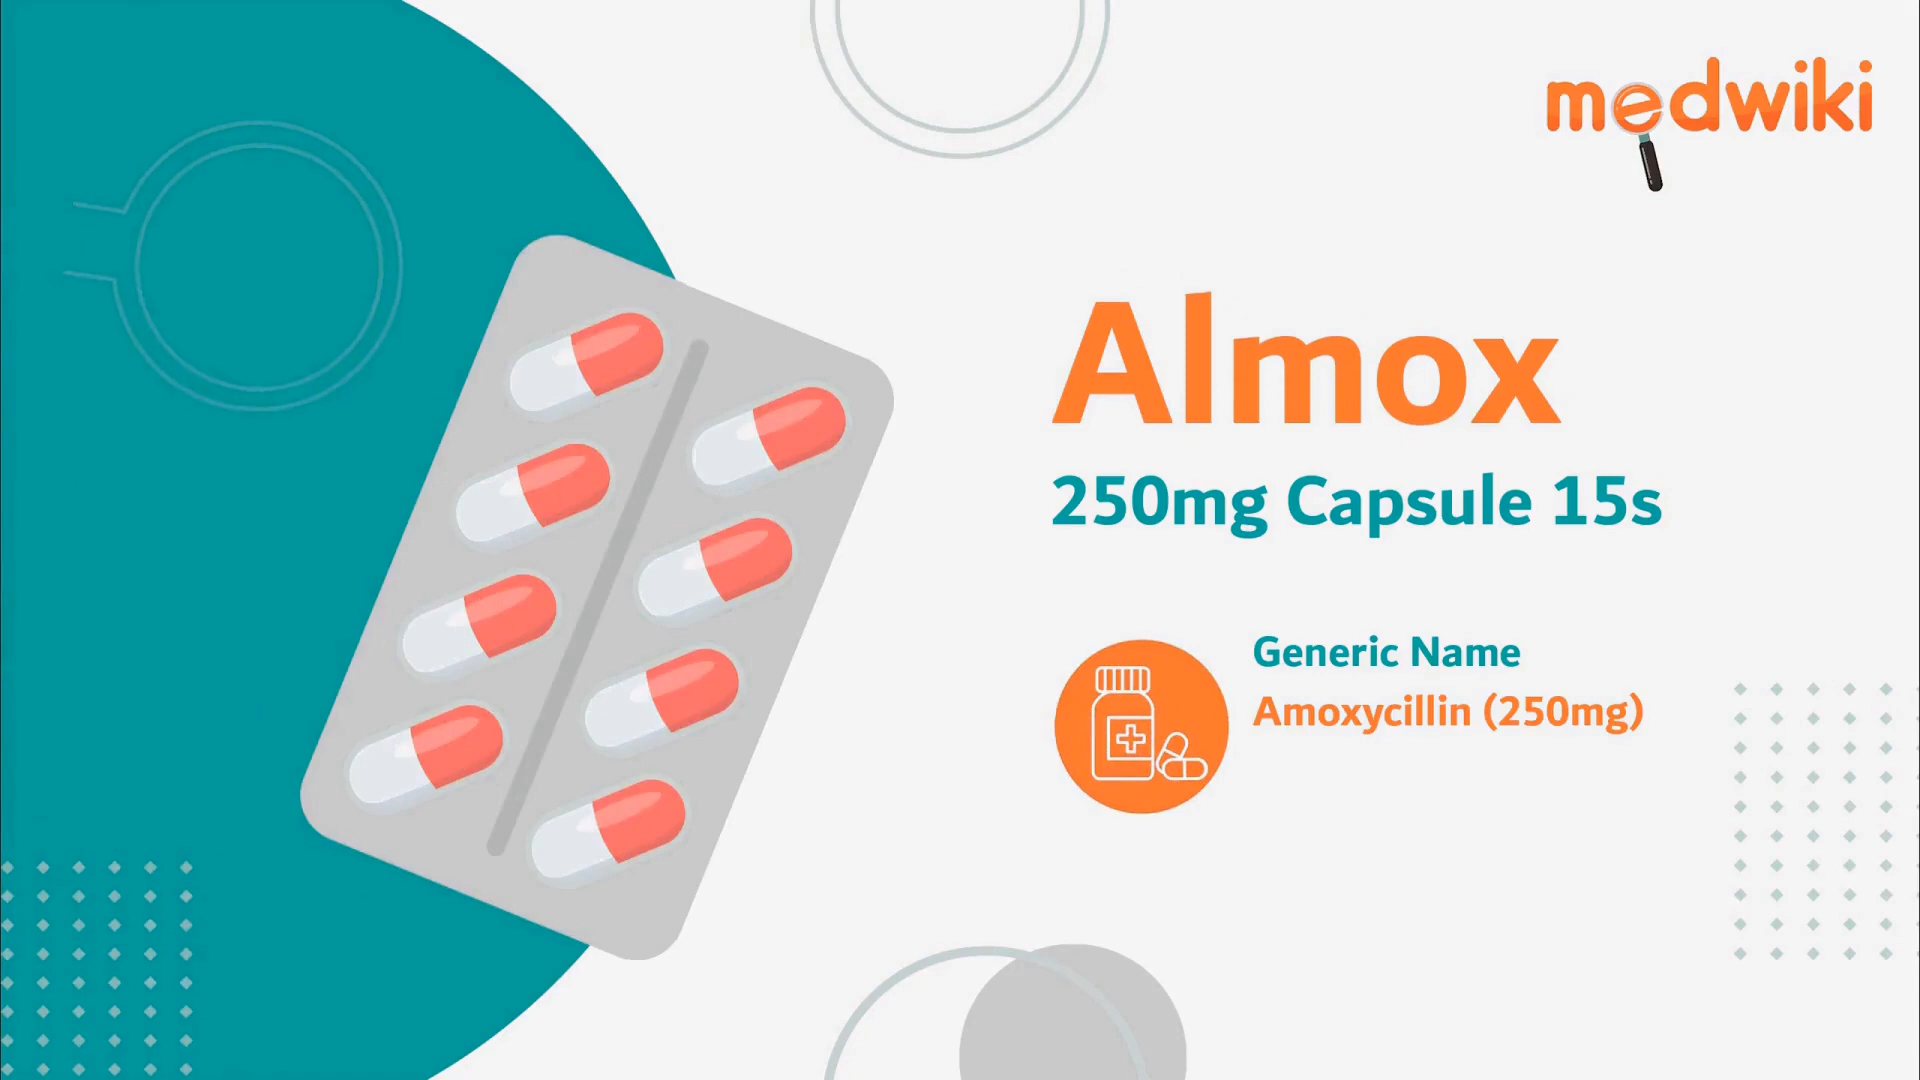 medwiki
Almox
250mg Capsule 15s
Generic Name
Amoxycillin (250mg)